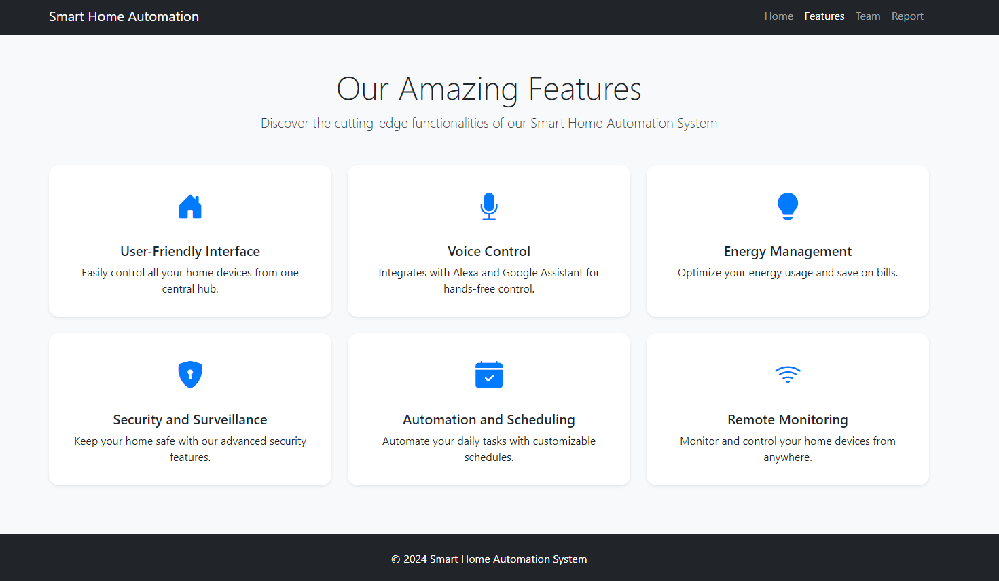 Smart Home Automation
Home Features Team Report
Our Amazing Features
Discover the cutting-edge functionalities of our Smart Home Automation System
User-Friendly Interface
Easily control all your home devices from one
central hub.
Voice Control
Integrates with Alexa and Google Assistant for
hands-free control.
Energy Management
Optimize your energy usage and save on bills.
Security and Surveillance
Keep your home safe with our advanced security
features.
Automation and Scheduling
Automate your daily tasks with customizable
schedules.
Remote Monitoring
Monitor and control your home devices from
anywhere.
© 2024 Smart Home Automation System